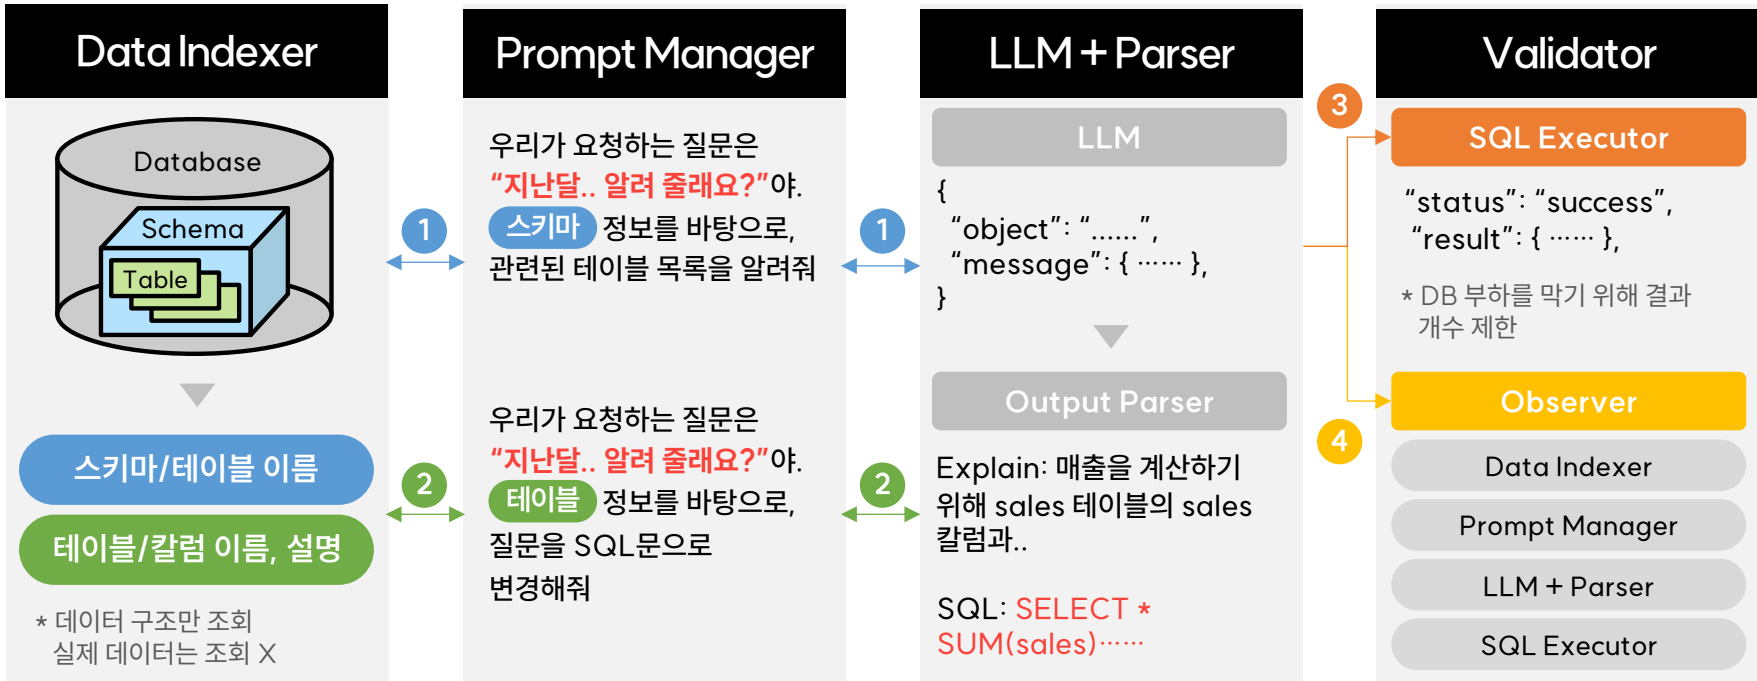 Data Indexer
Database
Schema
Table
스키마/테이블 이름
테이블/칼럼 이름, 설명
* 데이터 구조만 조회
실제 데이터는 조회 X
1
2
Prompt Manager
우리가 요청하는 질문은
“지난달.. 알려 줄래요?”야.
스키마 정보를 바탕으로,
관련된 테이블 목록을 알려줘
우리가 요청하는 질문은
“지난달.. 알려 줄래요?”야.
테이블 정보를 바탕으로,
질문을 SQL문으로
변경해줘
1
2
LLM + Parser
LLM
{
“object”: “......”,
“message”: { ⋯⋯ },
}
Output Parser
Explain: 매출을 계산하기
위해 sales 테이블의 sales
칼럼과..
SQL: SELECT *
SUM(sales)⋯⋯
3
4
Validator
SQL Executor
“status”: “success”,
“result”: { ⋯⋯ },
* DB 부하를 막기 위해 결과
개수 제한
Observer
Data Indexer
Prompt Manager
LLM + Parser
SQL Executor